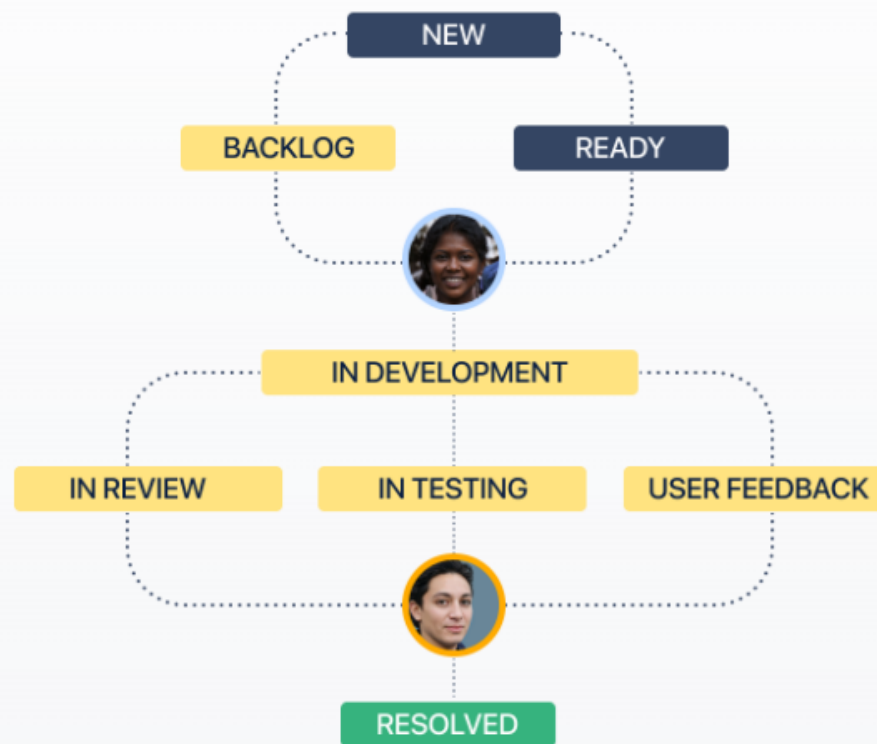 NEW
BACKLOG
READY
IN DEVELOPMENT
IN REVIEW
IN TESTING
USER FEEDBACK
RESOLVED